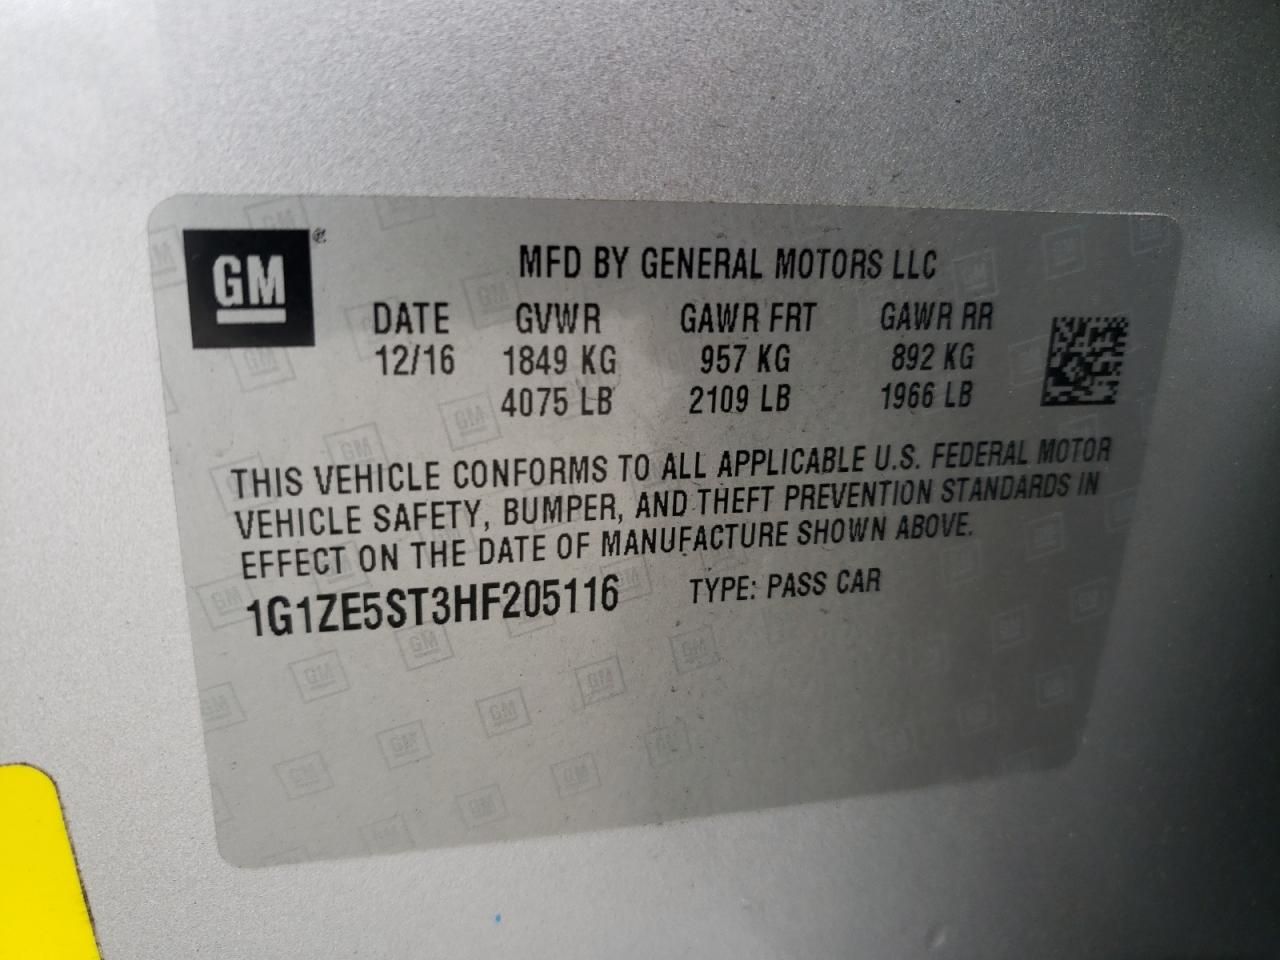 GM
MFD BY GENERAL MOTORS LLC
DATE GVWR GAWR FRT GAWR RR
12/16 1849 KG 957 KG 892 KG
4075 LB 2109 LB 1966 LB
THIS VEHICLE CONFORMS TO ALL APPLICABLE U.S. FEDERAL MOTOR
VEHICLE SAFETY, BUMPER, AND THEFT PREVENTION STANDARDS IN
EFFECT ON THE DATE OF MANUFACTURE SHOWN ABOVE.
1G1ZE5ST3HF205116 TYPE: PASS CAR